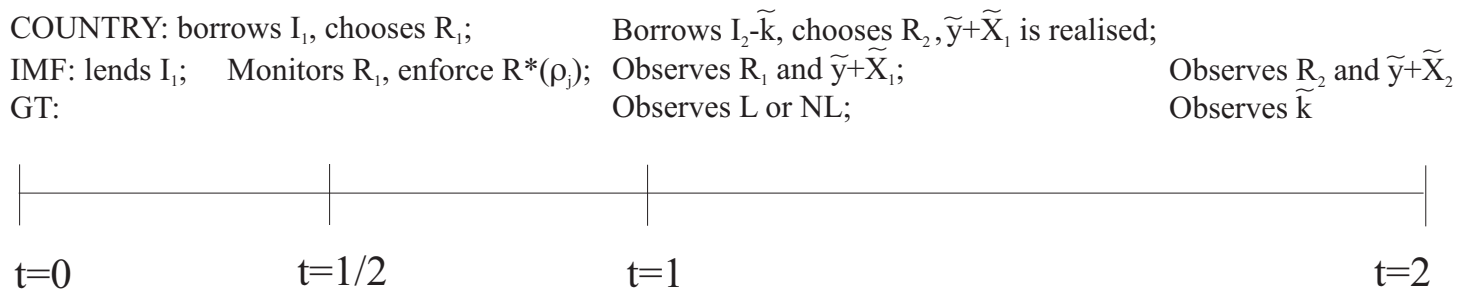 COUNTRY: borrows I₁, chooses R₁; Borrows I₂-k̃, chooses R₂, ỹ+X̃₁ is realised;
IMF: lends I₁; Monitors R₁, enforce R*(ρⱼ); Observes R₁ and ỹ+X̃₁; Observes R₂ and ỹ+X̃₂
GT: Observes L or NL; Observes k̃
t=0 t=1/2 t=1 t=2